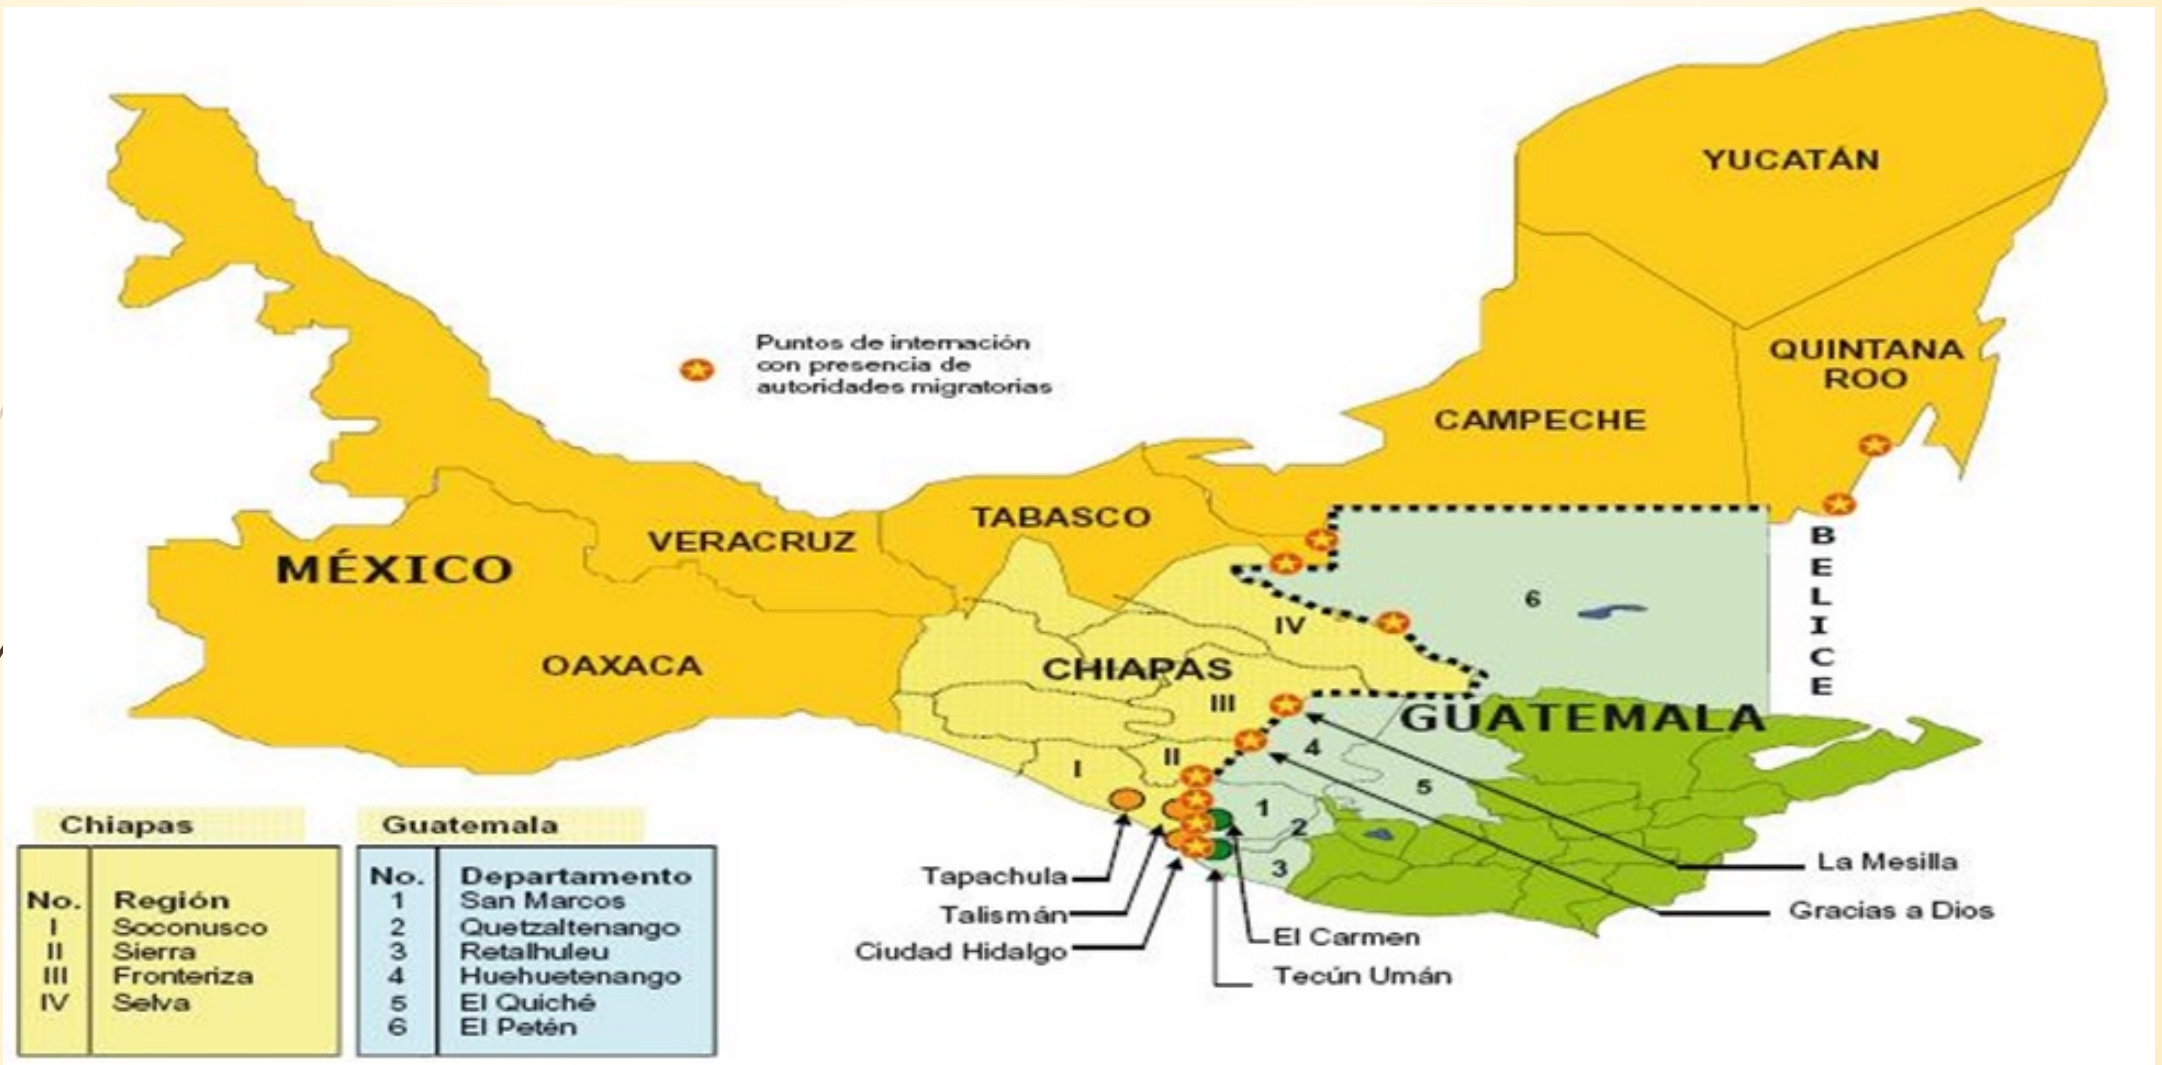 YUCATÁN
Puntos de internación
con presencia de
autoridades migratorias
QUINTANA
ROO
CAMPECHE
TABASCO
VERACRUZ
MÉXICO
BELICE
6
IV
OAXACA
CHIAPAS
III
GUATEMALA
4
II
I
5
1
2
3
Tapachula
Talismán
Ciudad Hidalgo
El Carmen
Tecún Umán
La Mesilla
Gracias a Dios
Chiapas
No. Región
I Soconusco
II Sierra
III Fronteriza
IV Selva
Guatemala
No. Departamento
1 San Marcos
2 Quetzaltenango
3 Retalhuleu
4 Huehuetenango
5 El Quiché
6 El Petén